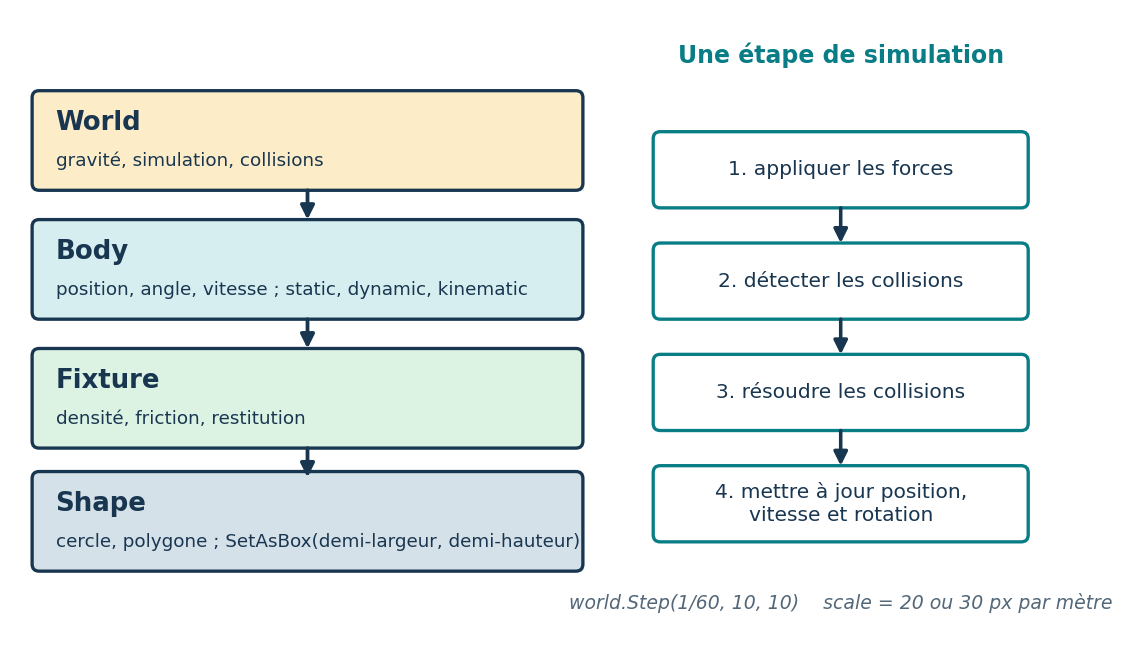 World
gravité, simulation, collisions
Body
position, angle, vitesse ; static, dynamic, kinematic
Fixture
densité, friction, restitution
Shape
cercle, polygone ; SetAsBox(demi-largeur, demi-hauteur)
Une étape de simulation
1. appliquer les forces
2. détecter les collisions
3. résoudre les collisions
4. mettre à jour position,
vitesse et rotation
world.Step(1/60, 10, 10)    scale = 20 ou 30 px par mètre